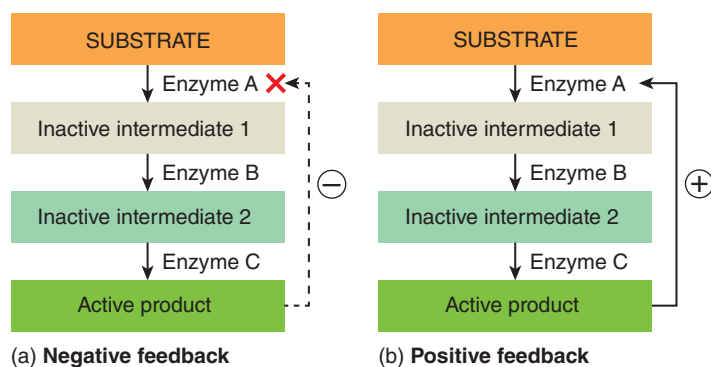 SUBSTRATE
Enzyme A
Inactive intermediate 1
Enzyme B
Inactive intermediate 2
Enzyme C
Active product
−
(a) Negative feedback
SUBSTRATE
Enzyme A
Inactive intermediate 1
Enzyme B
Inactive intermediate 2
Enzyme C
Active product
+
(b) Positive feedback